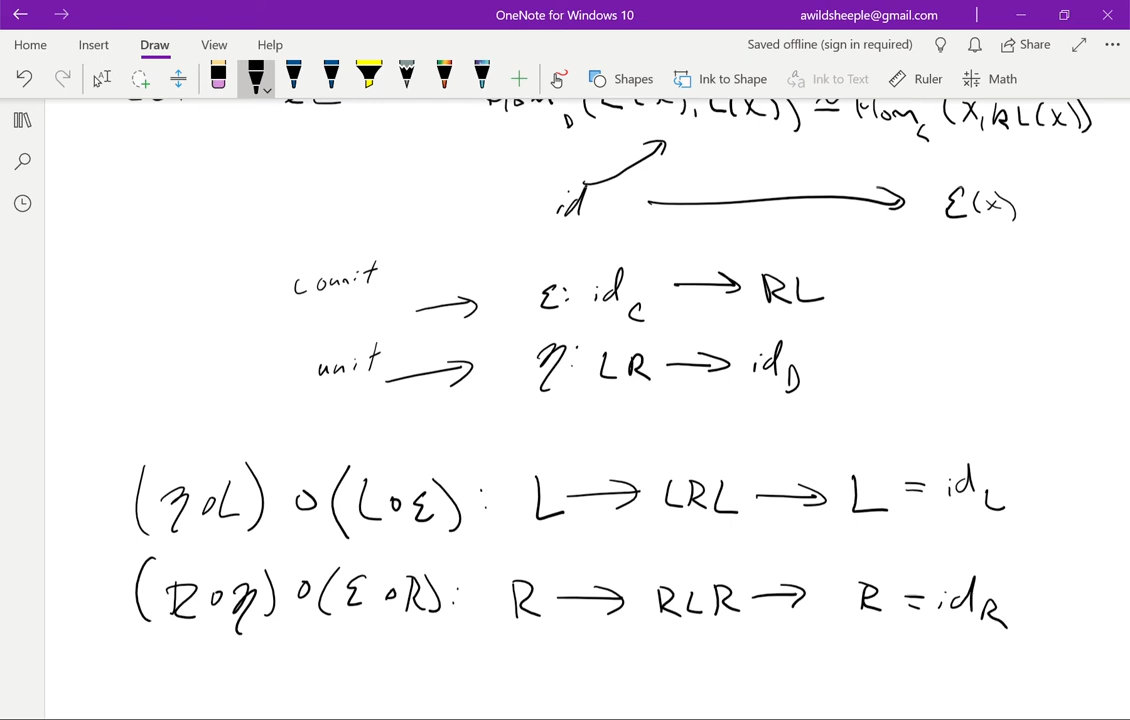 OneNote for Windows 10
awildsheeple@gmail.com
Home Insert Draw View Help
Saved offline (sign in required)
Share
Shapes
Ink to Shape
Ink to Text
Ruler
Math
Hom_D(L(x), L(x)) ≃ Hom_C(X, RL(x))
id ⟶ ε(x)
counit → ε: id_C → RL
unit → η: LR → id_D
(η∘L) ∘ (L∘ε): L → LRL → L = id_L
(R∘η) ∘ (ε∘R): R → RLR → R = id_R